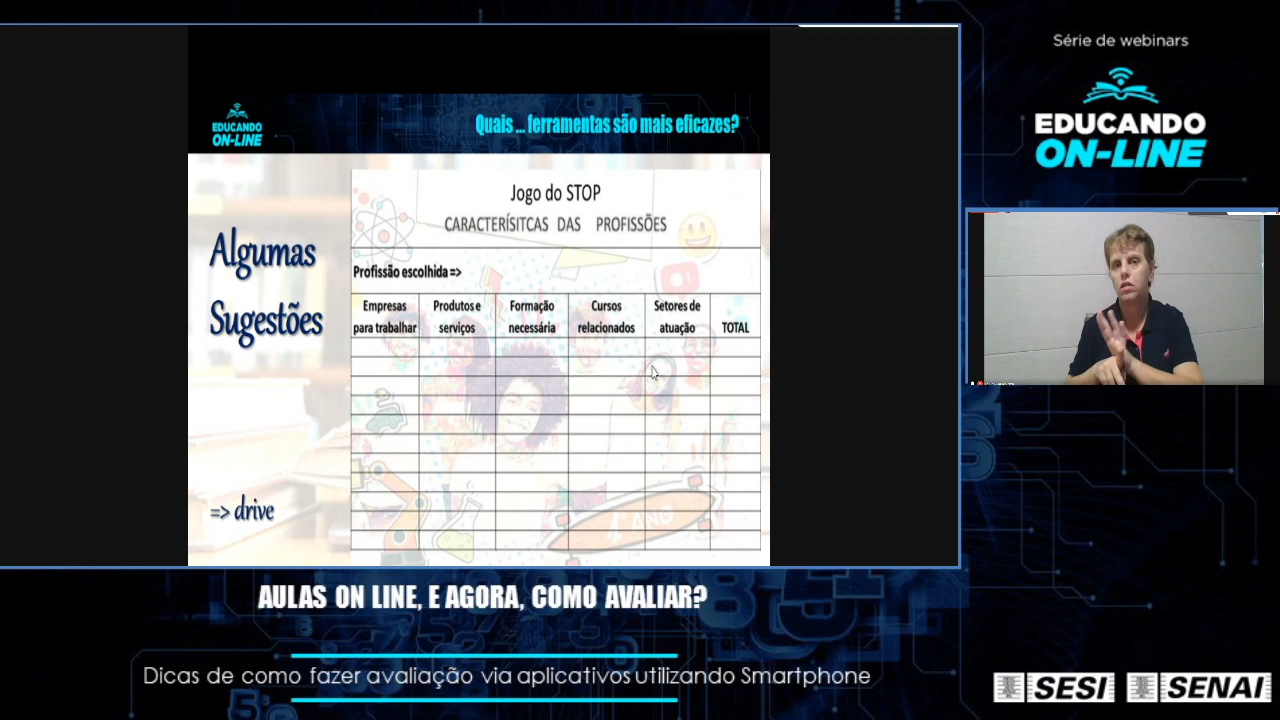 Série de webinars
EDUCANDO
ON-LINE
EDUCANDO
ON-LINE
Quais ... ferramentas são mais eficazes?
Algumas
Sugestões
=> drive
Jogo do STOP
CARACTERÍSITCAS DAS PROFISSÕES
Profissão escolhida =>
Empresas para trabalhar
Produtos e serviços
Formação necessária
Cursos relacionados
Setores de atuação
TOTAL
1º ANO
AULAS ON LINE, E AGORA, COMO AVALIAR?
Dicas de como fazer avaliação via aplicativos utilizando Smartphone
SESI
SENAI